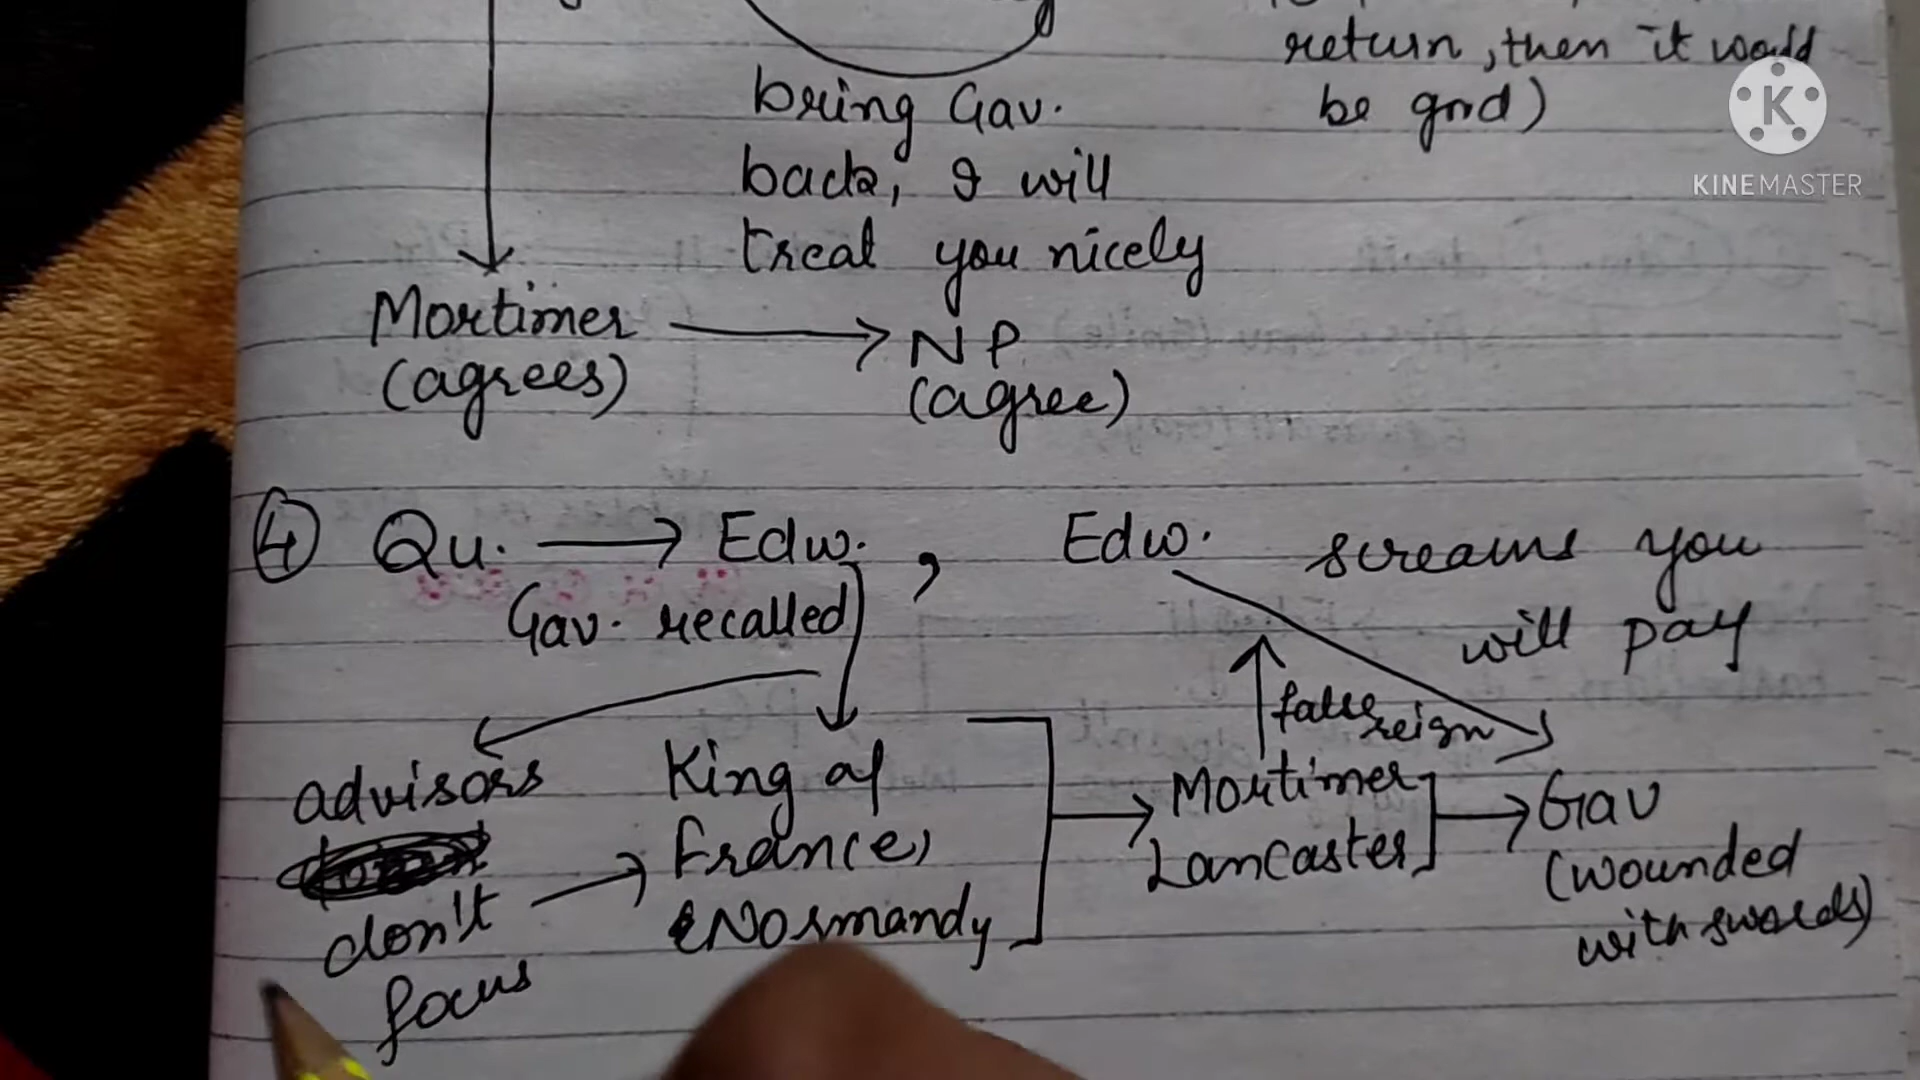 return, then it would
be good)
bring Gav.
back, I will
treat you nicely
Mortimer
(agrees)
NP
(agree)
4 Qu. → Edw. , Edw. screams you
will pay
Gav. recalled
advisors
don't
focus
King of
France,
Normandy
false reign
Mortimer
Lancaster
Gav
(wounded
with swords)
K
KINEMASTER